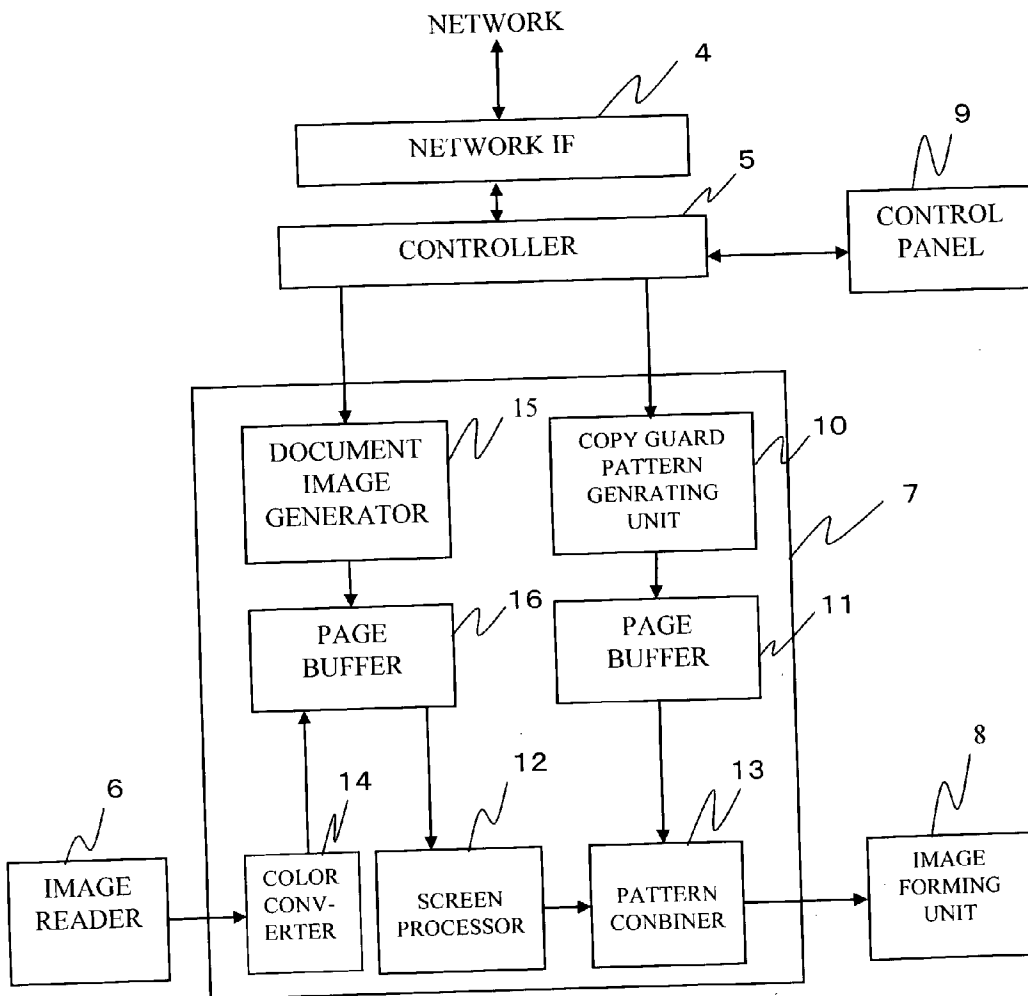 NETWORK
4
NETWORK IF
9
5
CONTROL
PANEL
CONTROLLER
15
10
DOCUMENT
IMAGE
GENERATOR
COPY GUARD
PATTERN
GENRATING
UNIT
7
16
11
PAGE
BUFFER
PAGE
BUFFER
6
14
12
13
8
IMAGE
READER
COLOR
CONV-
ERTER
SCREEN
PROCESSOR
PATTERN
CONBINER
IMAGE
FORMING
UNIT